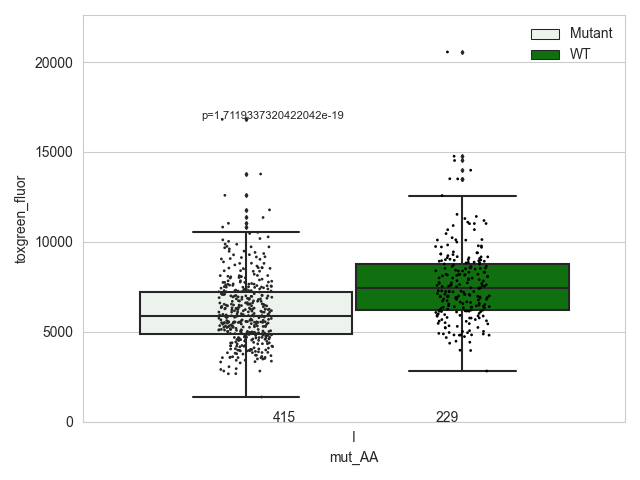 Mutant
WT
20000
p=1.7119337320422042e-19
15000
toxgreen_fluor
10000
5000
0
415
229
I
mut_AA